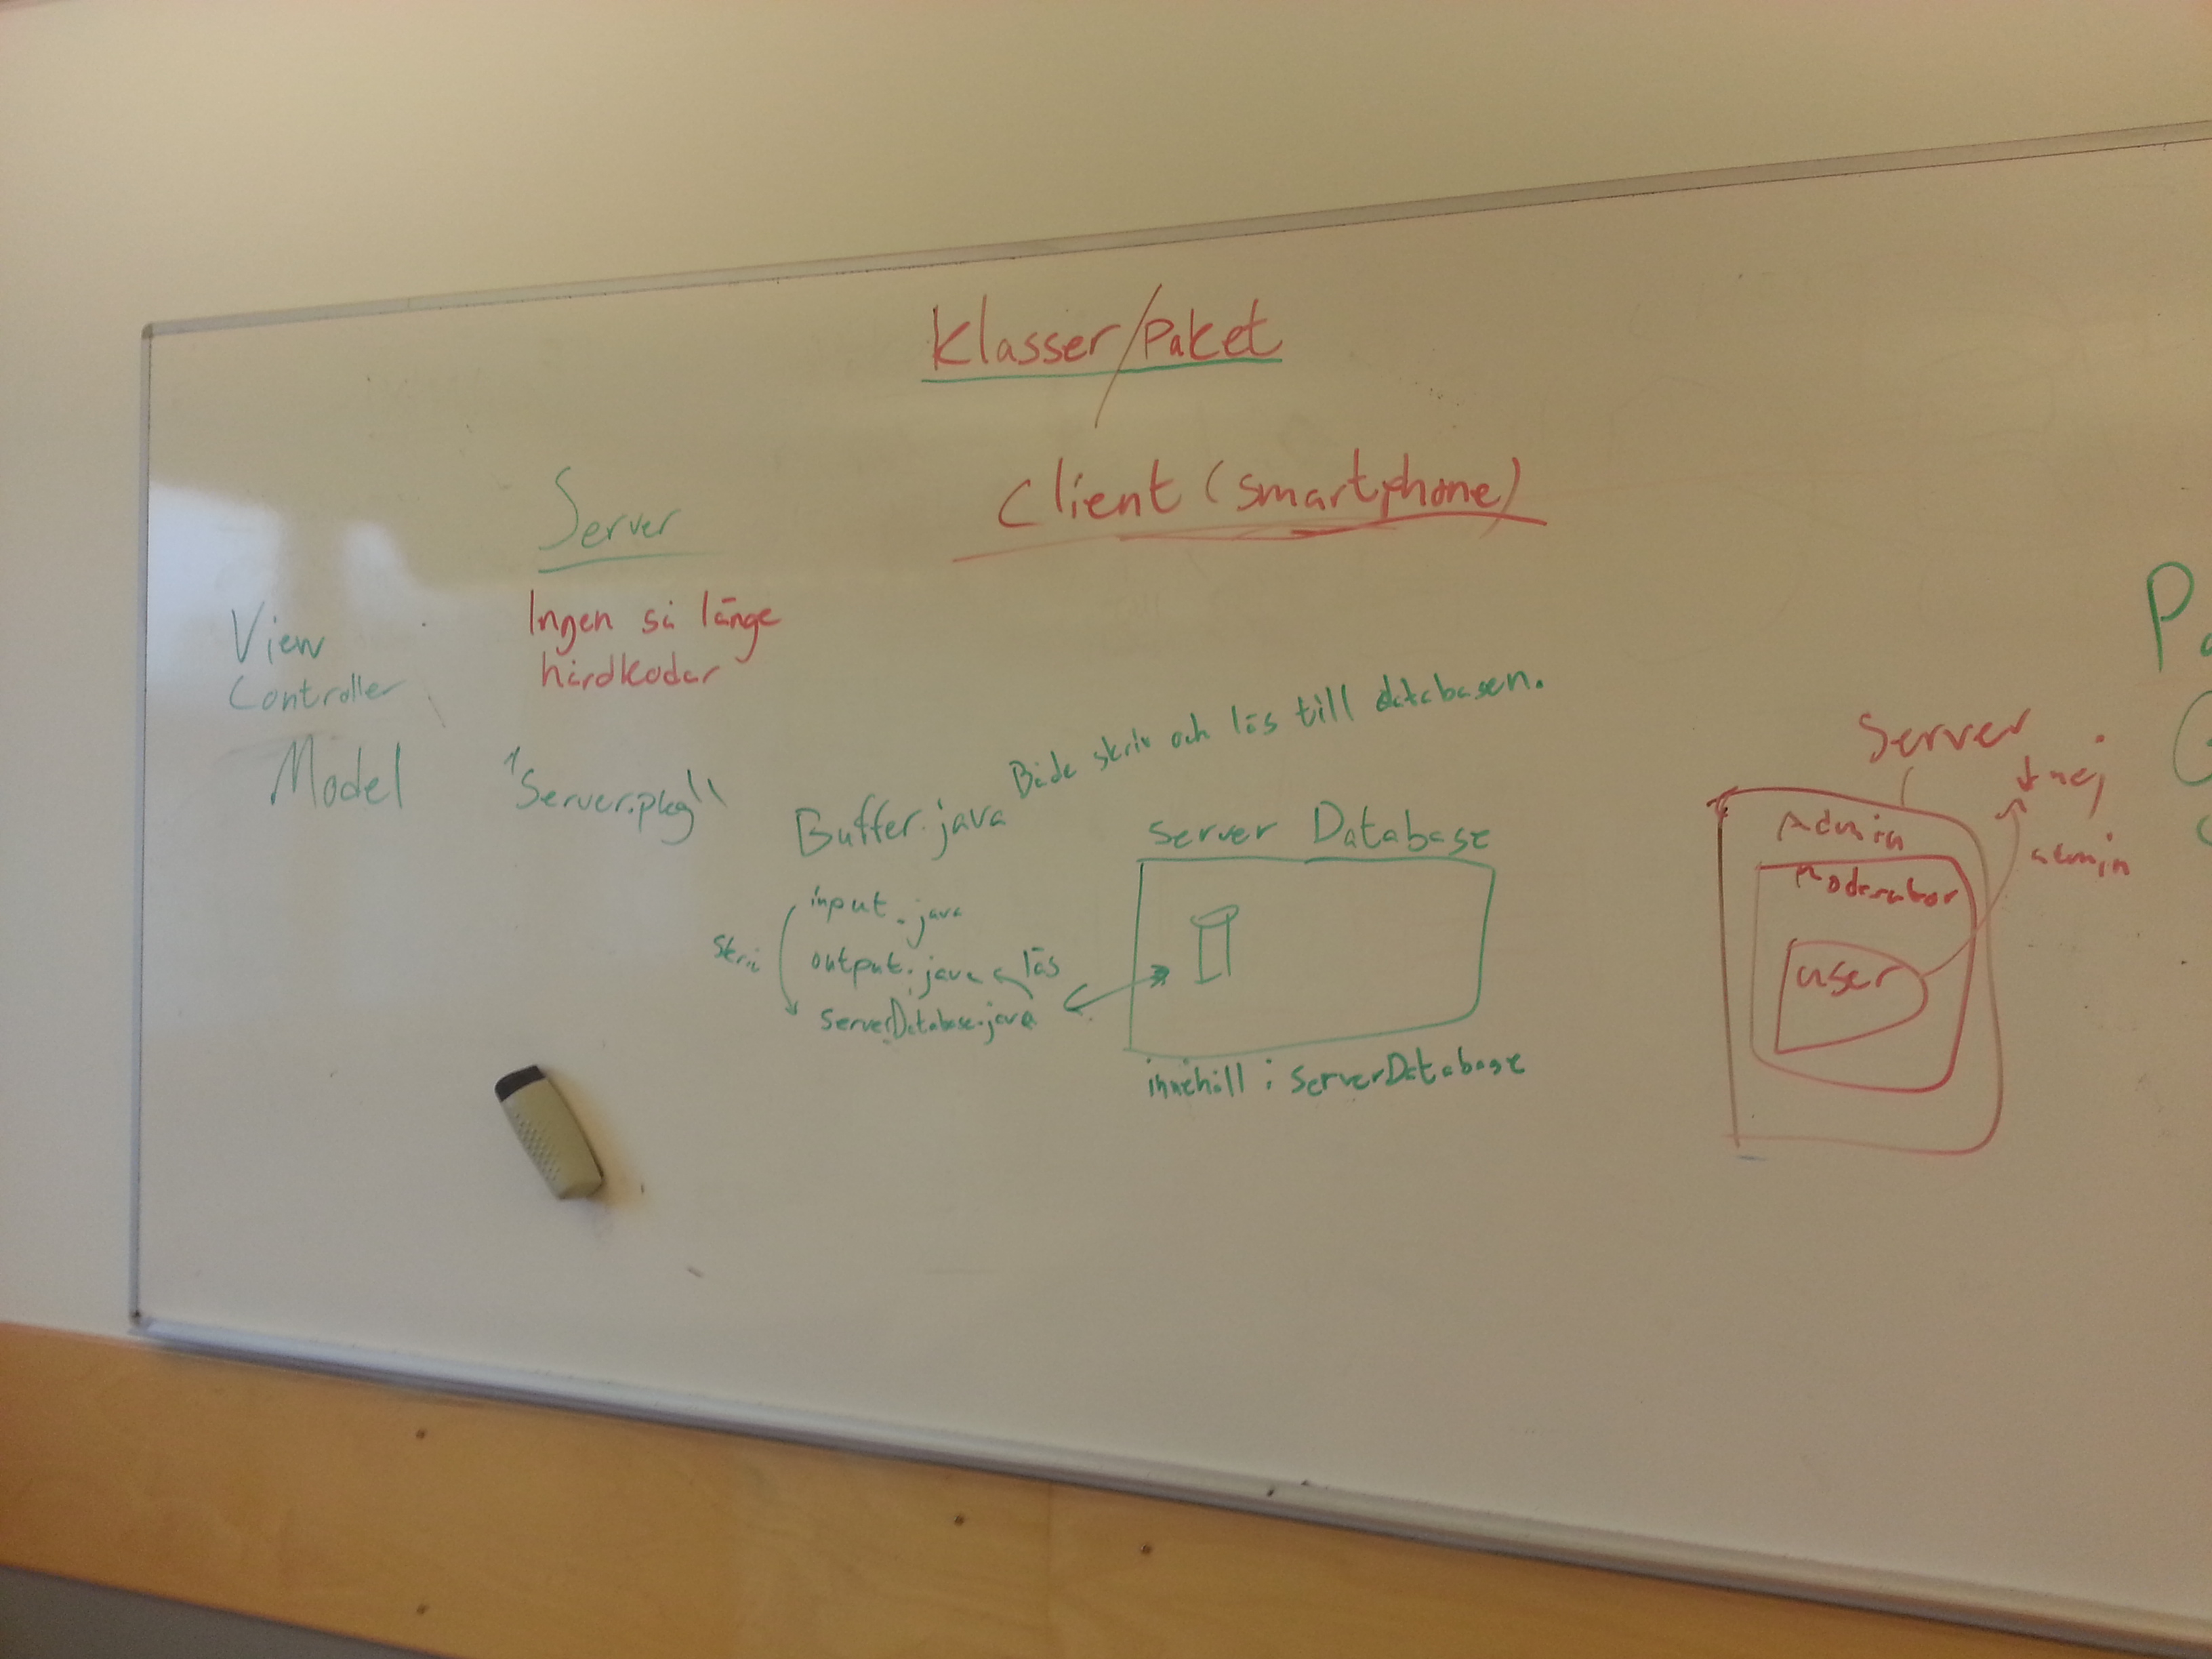 Klasser/Paket
Server
Client (smartphone)
Ingen så länge
hårdkodar
View
Controller
Model
"Server.pkg"
Buffer.java
Både skriv och läs till databasen.
input.java
output.java
läs
skriv
ServerDatabase.java
Server Database
innehåll i ServerDatabase
Server
nej
admin
Admin
Moderator
user